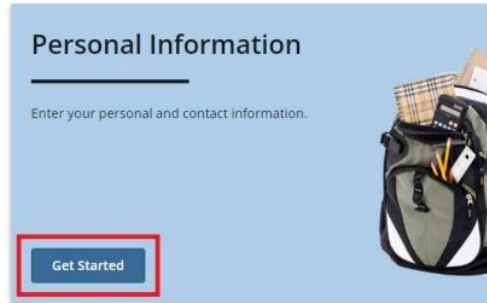 Personal Information
Enter your personal and contact information.
Get Started